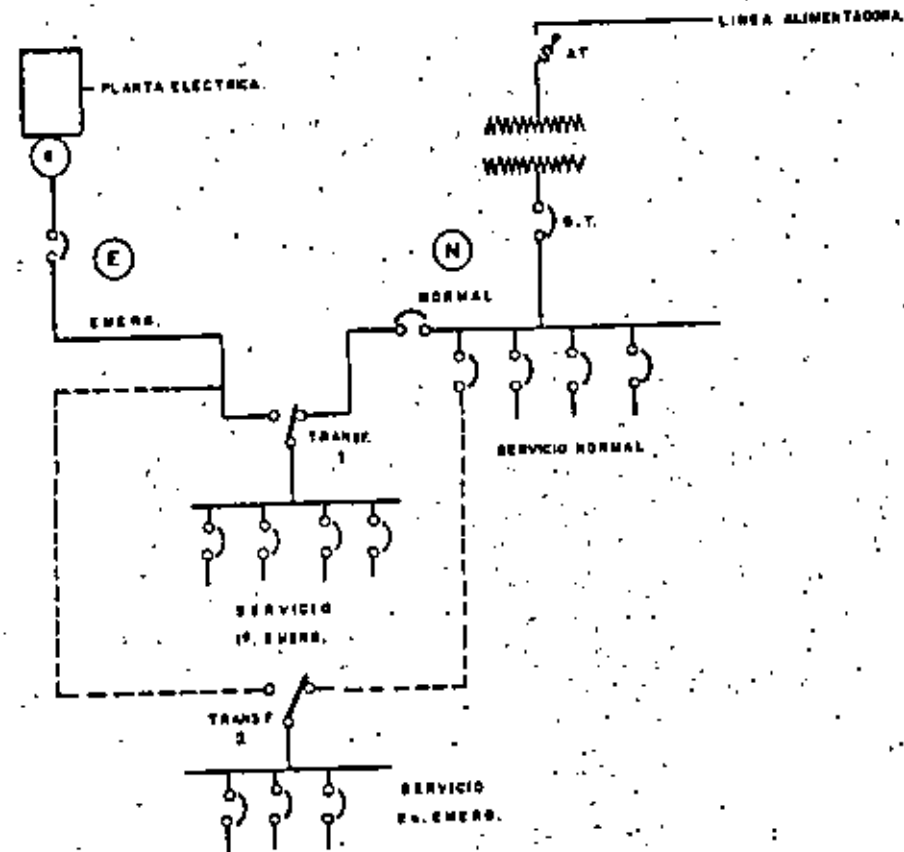 LINEA ALIMENTADORA.
AT
PLANTA ELECTRICA.
G
B.T.
E
N
NORMAL
EMERG.
TRANSF.
1
SERVICIO NORMAL
SERVICIO
1º. EMERG.
TRANSF
2
SERVICIO
2º. EMERG.